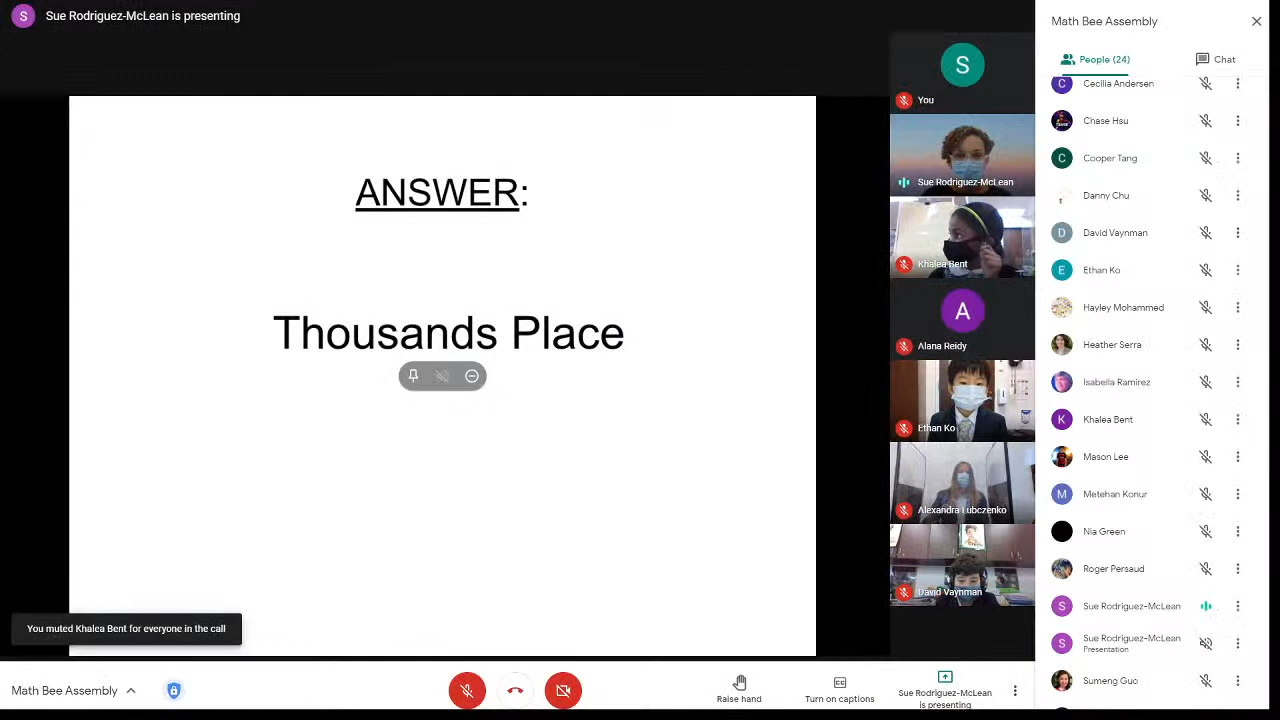 S
Sue Rodriguez-McLean is presenting
ANSWER:
Thousands Place
You muted Khalea Bent for everyone in the call
S
You
Sue Rodriguez-McLean
Khalea Bent
A
Alana Reidy
Ethan Ko
Alexandra Lubczenko
David Vaynman
Math Bee Assembly
People (24)
Chat
C
Cecilia Andersen
Chase Hsu
C
Cooper Tang
Danny Chu
D
David Vaynman
E
Ethan Ko
Hayley Mohammed
Heather Serra
Isabella Ramirez
K
Khalea Bent
Mason Lee
M
Metehan Konur
Nia Green
Roger Persaud
S
Sue Rodriguez-McLean
S
Sue Rodriguez-McLean
Presentation
Sumeng Guo
Math Bee Assembly
Raise hand
Turn on captions
Sue Rodriguez-McLean
is presenting